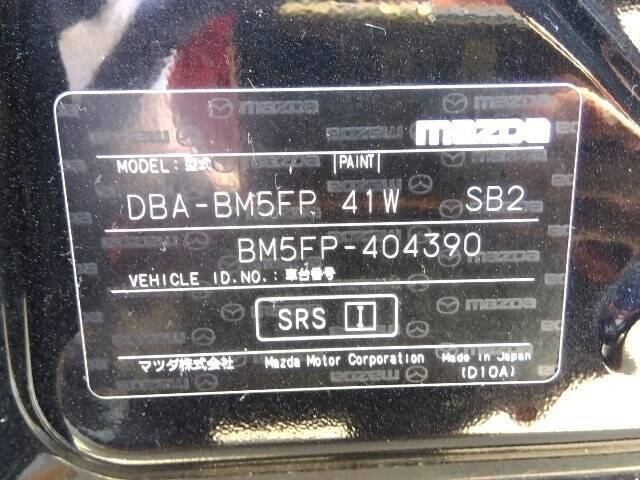 mazda
MODEL: 型式 PAINT
DBA-BM5FP 41W SB2
BM5FP-404390
VEHICLE ID.NO.: 車台番号
SRS I
マツダ株式会社 Mazda Motor Corporation Made in Japan
(D10A)